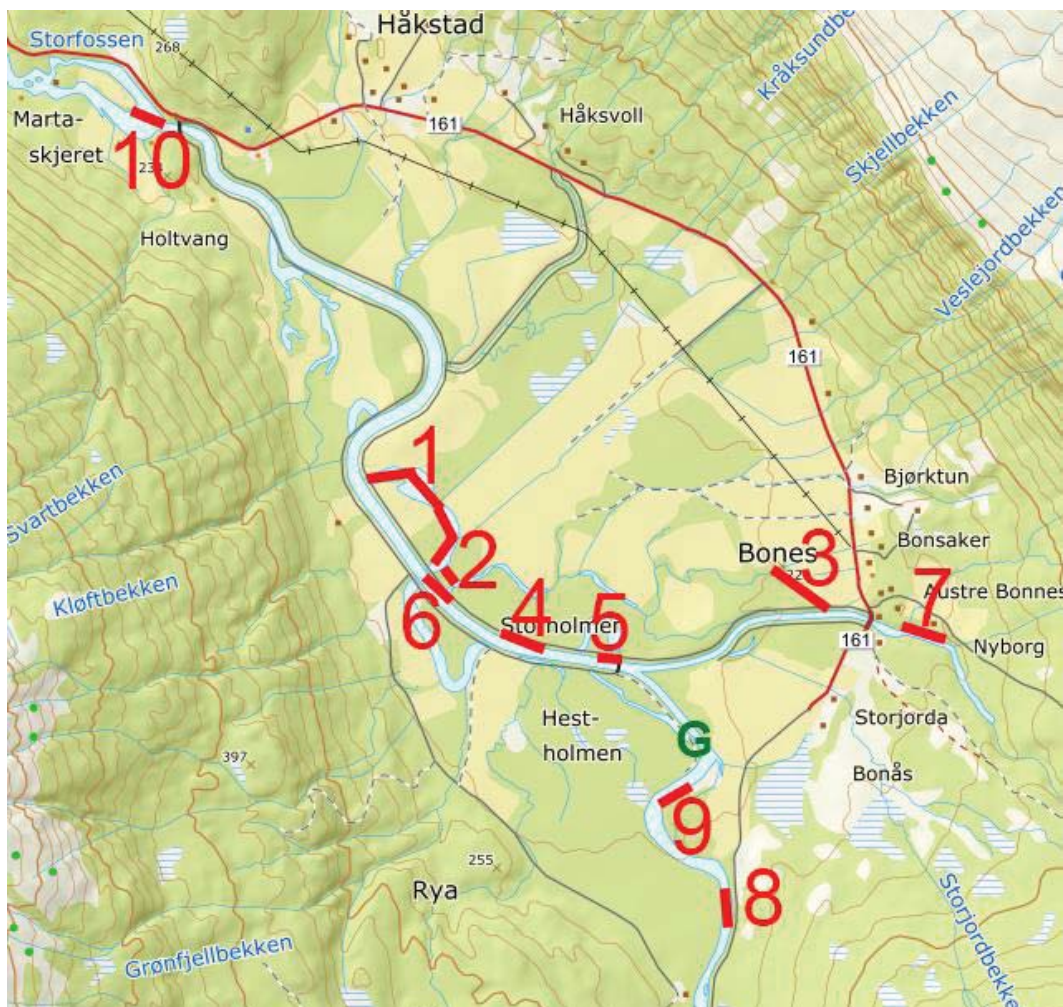 Håkstad
Storfossen
268
Kråksundbekken
Marta-
skjeret
10
161
Håksvoll
Skjellbekken
Holtvang
Veslejordbekken
161
1
Svartbekken
Bjørktun
Bonsaker
2
Bones
3
Kløftbekken
6
Storholmen
4
5
Austre Bonnes
7
161
Nyborg
Hest-
holmen
G
Storjorda
397
Bonås
9
255
Rya
8
Storjordbekken
Grønfjellbekken